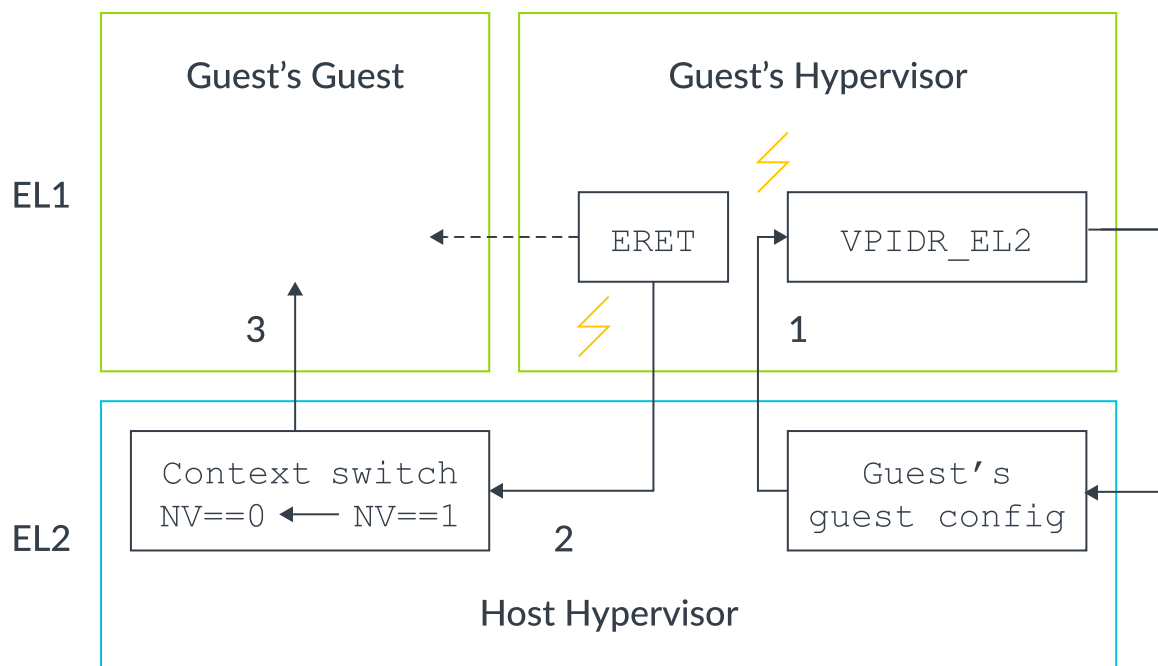 Guest’s Guest
Guest’s Hypervisor
EL1
ERET
VPIDR_EL2
3
1
Context switch
NV==0
NV==1
Guest’s
guest config
EL2
2
Host Hypervisor